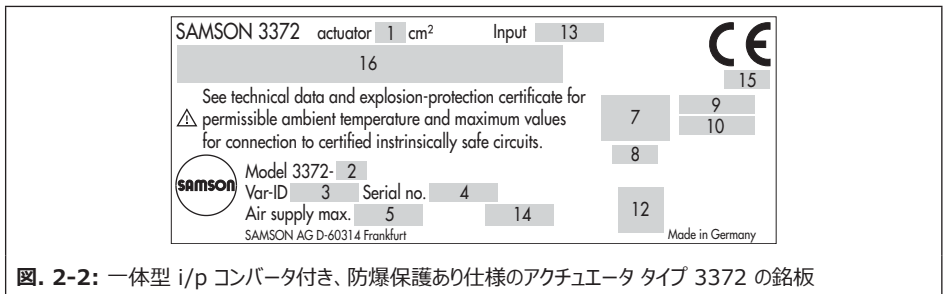 SAMSON 3372 actuator 1 cm² Input 13
CE
16
15
See technical data and explosion-protection certificate for
permissible ambient temperature and maximum values
for connection to certified instrinsically safe circuits.
7
9
10
8
samson
Model 3372- 2
Var-ID 3 Serial no. 4
Air supply max. 5 14
12
SAMSON AG D-60314 Frankfurt
Made in Germany
図. 2-2: 一体型 i/p コンバータ付き、防爆保護あり仕様のアクチュエータ タイプ 3372 の銘板